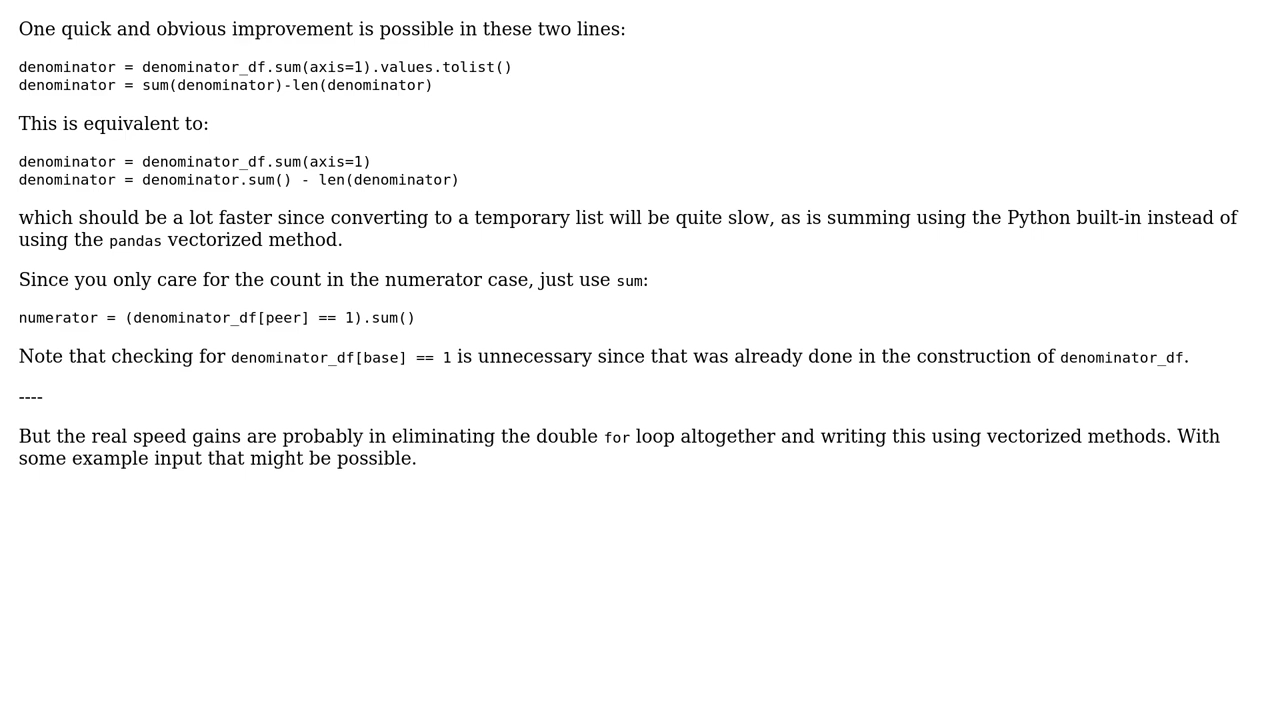 One quick and obvious improvement is possible in these two lines:
denominator = denominator_df.sum(axis=1).values.tolist()
denominator = sum(denominator)-len(denominator)
This is equivalent to:
denominator = denominator_df.sum(axis=1)
denominator = denominator.sum() - len(denominator)
which should be a lot faster since converting to a temporary list will be quite slow, as is summing using the Python built-in instead of
using the pandas vectorized method.
Since you only care for the count in the numerator case, just use sum:
numerator = (denominator_df[peer] == 1).sum()
Note that checking for denominator_df[base] == 1 is unnecessary since that was already done in the construction of denominator_df.
----
But the real speed gains are probably in eliminating the double for loop altogether and writing this using vectorized methods. With
some example input that might be possible.